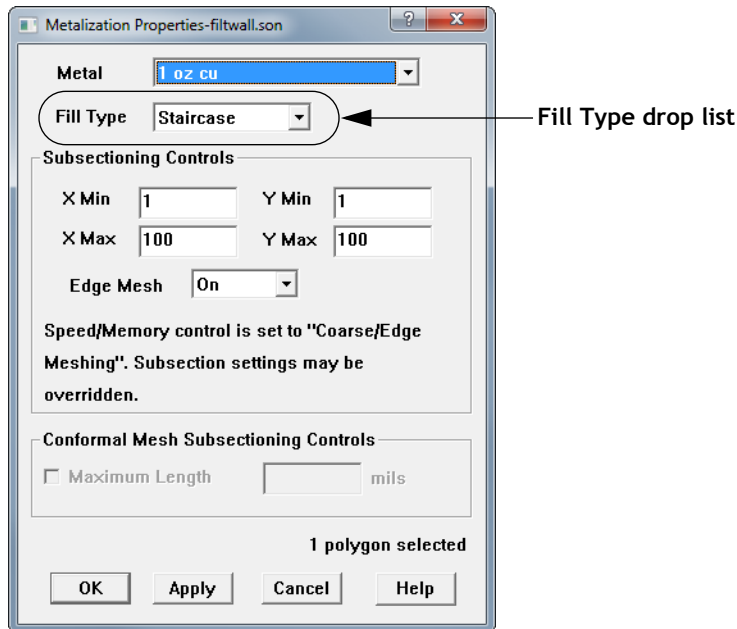 Metalization Properties-filtwall.son
Metal 1 oz cu
Fill Type Staircase
Fill Type drop list
Subsectioning Controls
X Min 1 Y Min 1
X Max 100 Y Max 100
Edge Mesh On
Speed/Memory control is set to "Coarse/Edge
Meshing". Subsection settings may be
overridden.
Conformal Mesh Subsectioning Controls
Maximum Length mils
1 polygon selected
OK Apply Cancel Help